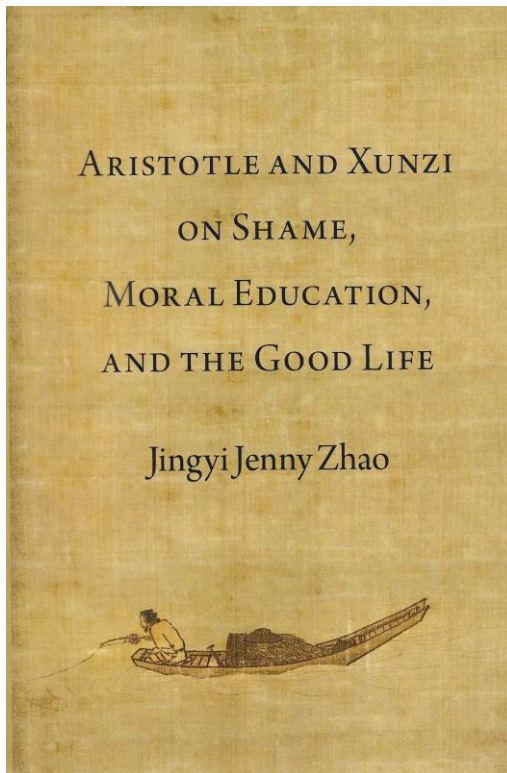 Aristotle and Xunzi
on Shame,
Moral Education,
and the Good Life
Jingyi Jenny Zhao